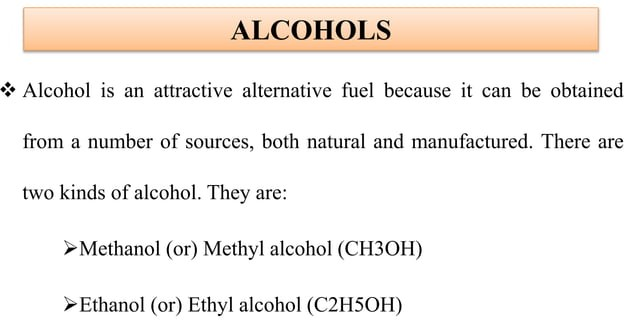 ALCOHOLS
❖ Alcohol is an attractive alternative fuel because it can be obtained
from a number of sources, both natural and manufactured. There are
two kinds of alcohol. They are:
➢Methanol (or) Methyl alcohol (CH3OH)
➢Ethanol (or) Ethyl alcohol (C2H5OH)